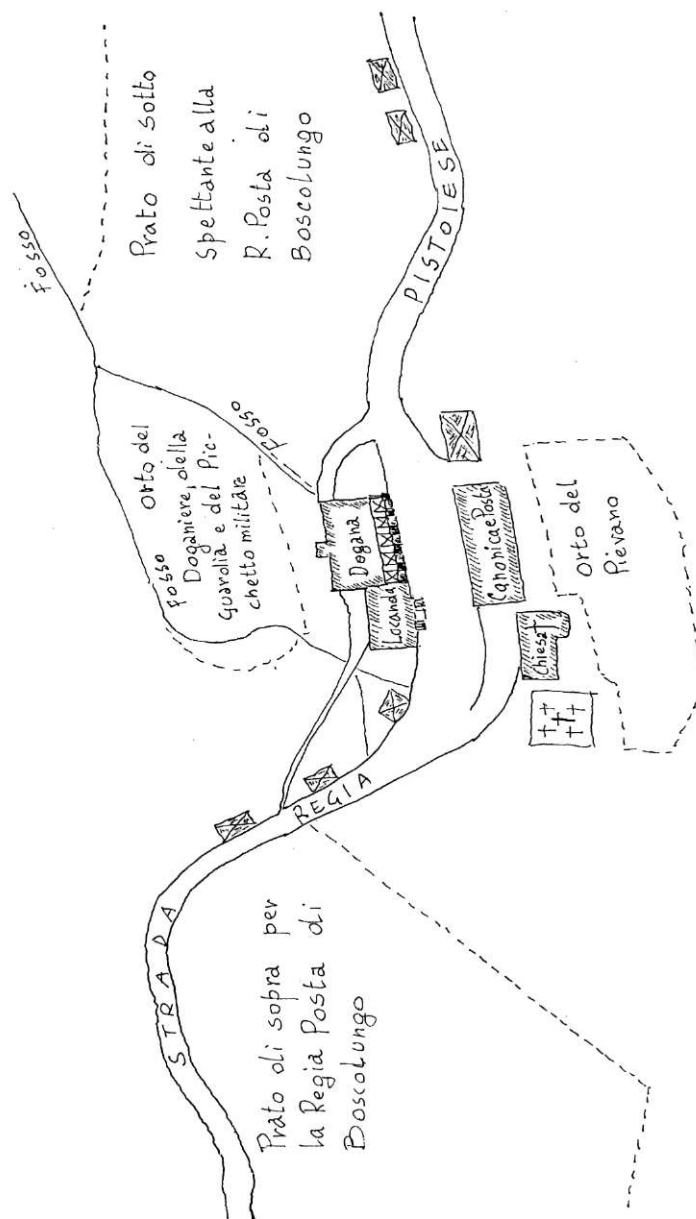 Fosso
Prato di sotto
spettante alla
R. Posta di
Boscolungo
Fosso
Orto del
Doganiere, della
Guardia e del Pic-
chetto militare
Fosso
PISTOIESE
Dogana
Locanda
Canonica e Posta
Chiesa
Orto del
Pievano
STRADA
REGIA
Prato di sopra per
la Regia Posta di
Boscolungo